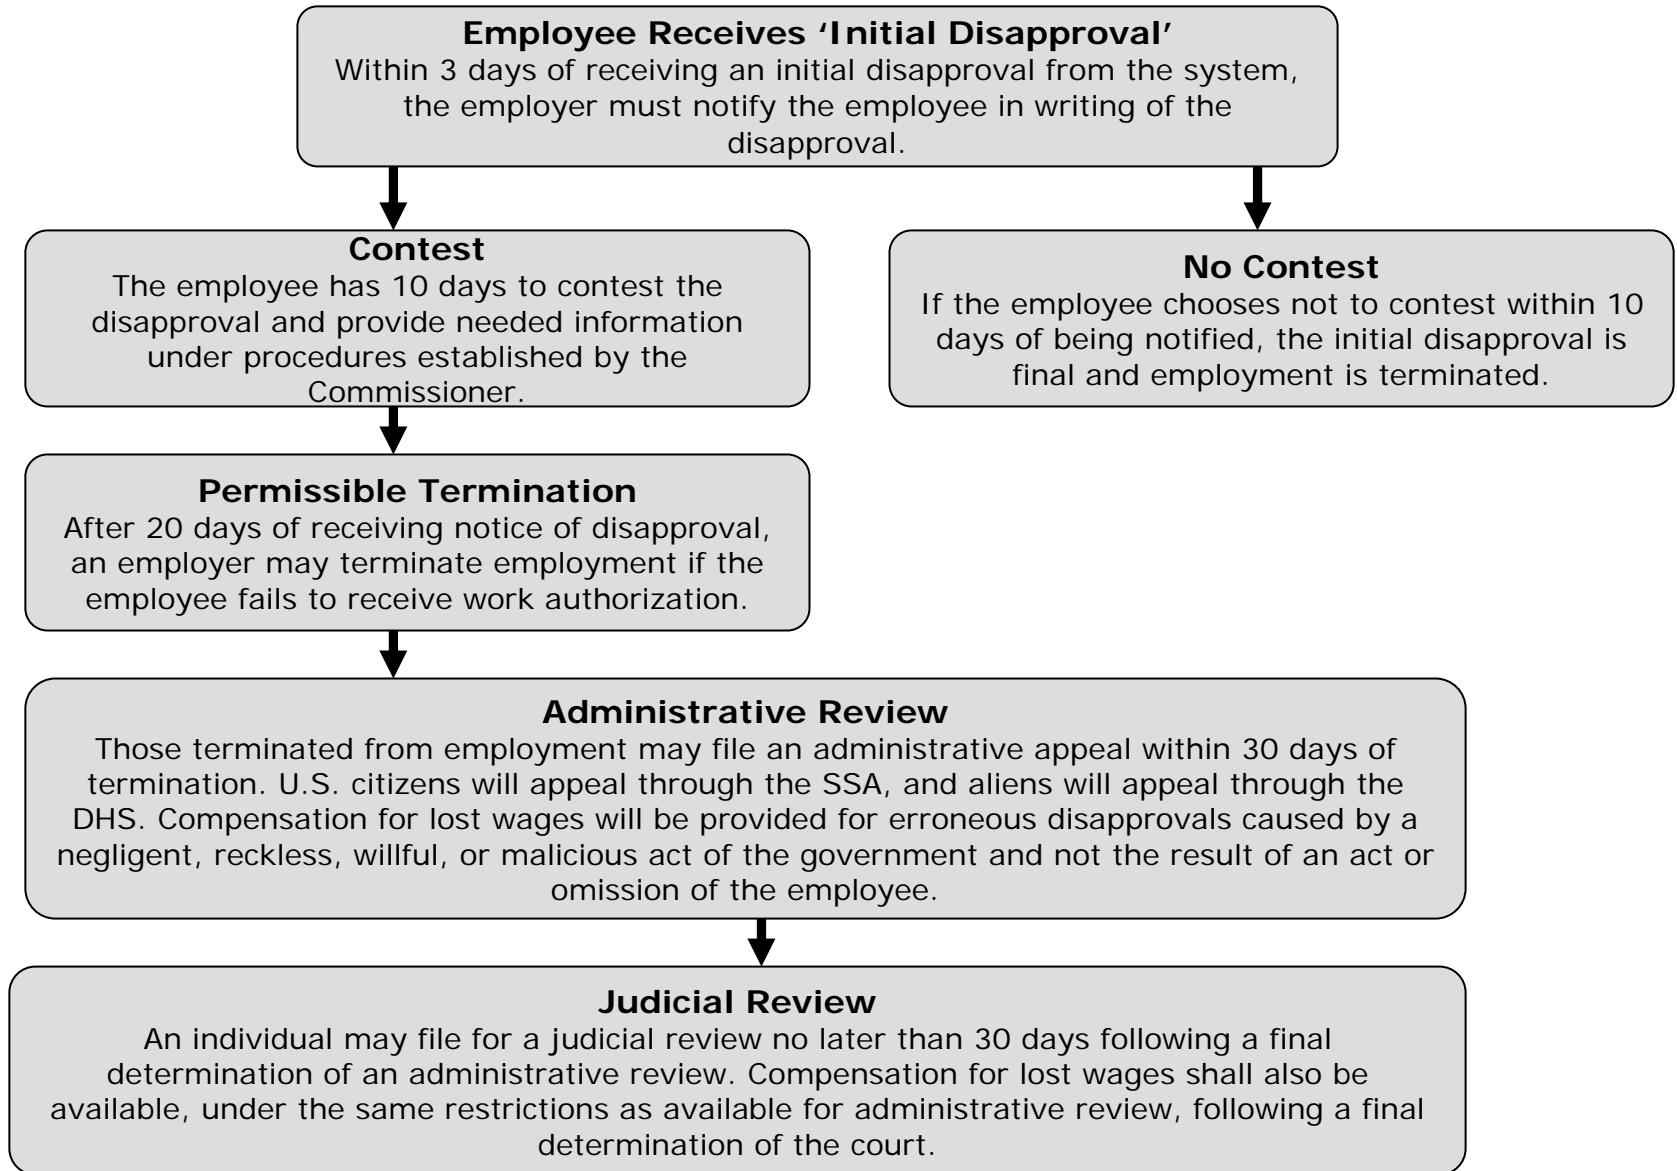 Employee Receives ‘Initial Disapproval’
Within 3 days of receiving an initial disapproval from the system,
the employer must notify the employee in writing of the
disapproval.
Contest
The employee has 10 days to contest the
disapproval and provide needed information
under procedures established by the
Commissioner.
No Contest
If the employee chooses not to contest within 10
days of being notified, the initial disapproval is
final and employment is terminated.
Permissible Termination
After 20 days of receiving notice of disapproval,
an employer may terminate employment if the
employee fails to receive work authorization.
Administrative Review
Those terminated from employment may file an administrative appeal within 30 days of
termination. U.S. citizens will appeal through the SSA, and aliens will appeal through the
DHS. Compensation for lost wages will be provided for erroneous disapprovals caused by a
negligent, reckless, willful, or malicious act of the government and not the result of an act or
omission of the employee.
Judicial Review
An individual may file for a judicial review no later than 30 days following a final
determination of an administrative review. Compensation for lost wages shall also be
available, under the same restrictions as available for administrative review, following a final
determination of the court.